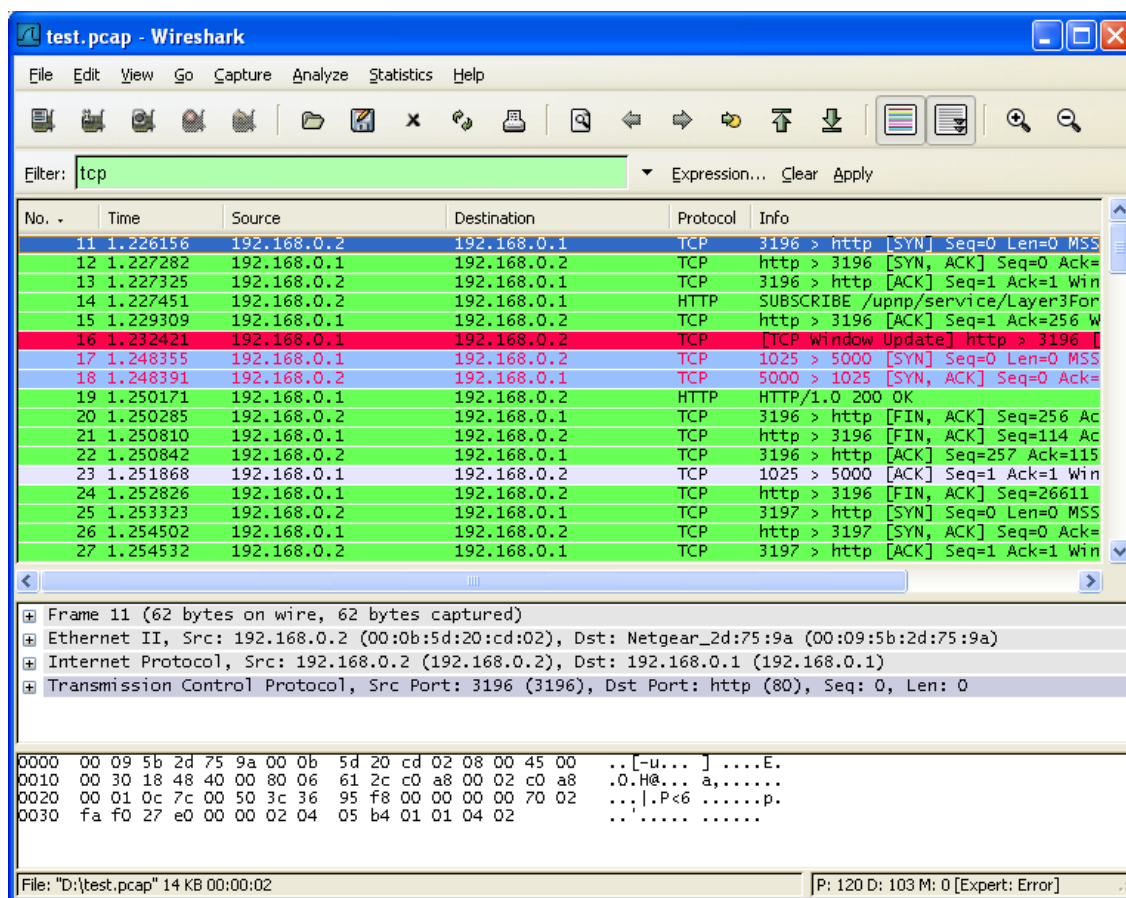 test.pcap - Wireshark
File Edit View Go Capture Analyze Statistics Help
Filter: tcp Expression... Clear Apply
No. Time Source Destination Protocol Info
11 1.226156 192.168.0.2 192.168.0.1 TCP 3196 > http [SYN] Seq=0 Len=0 MSS
12 1.227282 192.168.0.1 192.168.0.2 TCP http > 3196 [SYN, ACK] Seq=0 Ack=
13 1.227325 192.168.0.2 192.168.0.1 TCP 3196 > http [ACK] Seq=1 Ack=1 Win
14 1.227451 192.168.0.2 192.168.0.1 HTTP SUBSCRIBE /upnp/service/Layer3For
15 1.229309 192.168.0.1 192.168.0.2 TCP http > 3196 [ACK] Seq=1 Ack=256 W
16 1.232421 192.168.0.1 192.168.0.2 TCP [TCP Window Update] http > 3196 [
17 1.248355 192.168.0.1 192.168.0.2 TCP 1025 > 5000 [SYN] Seq=0 Len=0 MSS
18 1.248391 192.168.0.2 192.168.0.1 TCP 5000 > 1025 [SYN, ACK] Seq=0 Ack=
19 1.250171 192.168.0.1 192.168.0.2 HTTP HTTP/1.0 200 OK
20 1.250285 192.168.0.2 192.168.0.1 TCP 3196 > http [FIN, ACK] Seq=256 Ac
21 1.250810 192.168.0.1 192.168.0.2 TCP http > 3196 [FIN, ACK] Seq=114 Ac
22 1.250842 192.168.0.2 192.168.0.1 TCP 3196 > http [ACK] Seq=257 Ack=115
23 1.251868 192.168.0.1 192.168.0.2 TCP 1025 > 5000 [ACK] Seq=1 Ack=1 Win
24 1.252826 192.168.0.1 192.168.0.2 TCP http > 3196 [FIN, ACK] Seq=26611
25 1.253323 192.168.0.2 192.168.0.1 TCP 3197 > http [SYN] Seq=0 Len=0 MSS
26 1.254502 192.168.0.1 192.168.0.2 TCP http > 3197 [SYN, ACK] Seq=0 Ack=
27 1.254532 192.168.0.2 192.168.0.1 TCP 3197 > http [ACK] Seq=1 Ack=1 Win
Frame 11 (62 bytes on wire, 62 bytes captured)
Ethernet II, Src: 192.168.0.2 (00:0b:5d:20:cd:02), Dst: Netgear_2d:75:9a (00:09:5b:2d:75:9a)
Internet Protocol, Src: 192.168.0.2 (192.168.0.2), Dst: 192.168.0.1 (192.168.0.1)
Transmission Control Protocol, Src Port: 3196 (3196), Dst Port: http (80), Seq: 0, Len: 0
0000 00 09 5b 2d 75 9a 00 0b 5d 20 cd 02 08 00 45 00 ..[-u... ] ....E.
0010 00 30 18 48 40 00 80 06 61 2c c0 a8 00 02 c0 a8 .0.H@... a,......
0020 00 01 0c 7c 00 50 3c 36 95 f8 00 00 00 00 70 02 ...|.P<6 ......p.
0030 fa f0 27 e0 00 00 02 04 05 b4 01 01 04 02 ..'..... ......
File: "D:\test.pcap" 14 KB 00:00:02 P: 120 D: 103 M: 0 [Expert: Error]